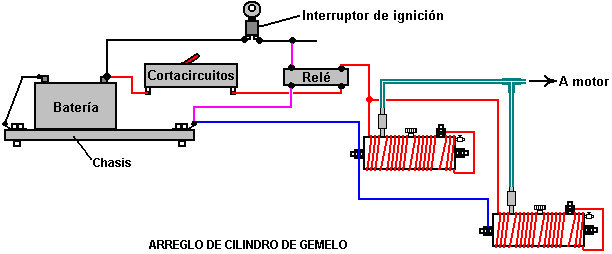 Interruptor de ignición
Cortacircuitos
Relé
A motor
Batería
Chasis
ARREGLO DE CILINDRO DE GEMELO